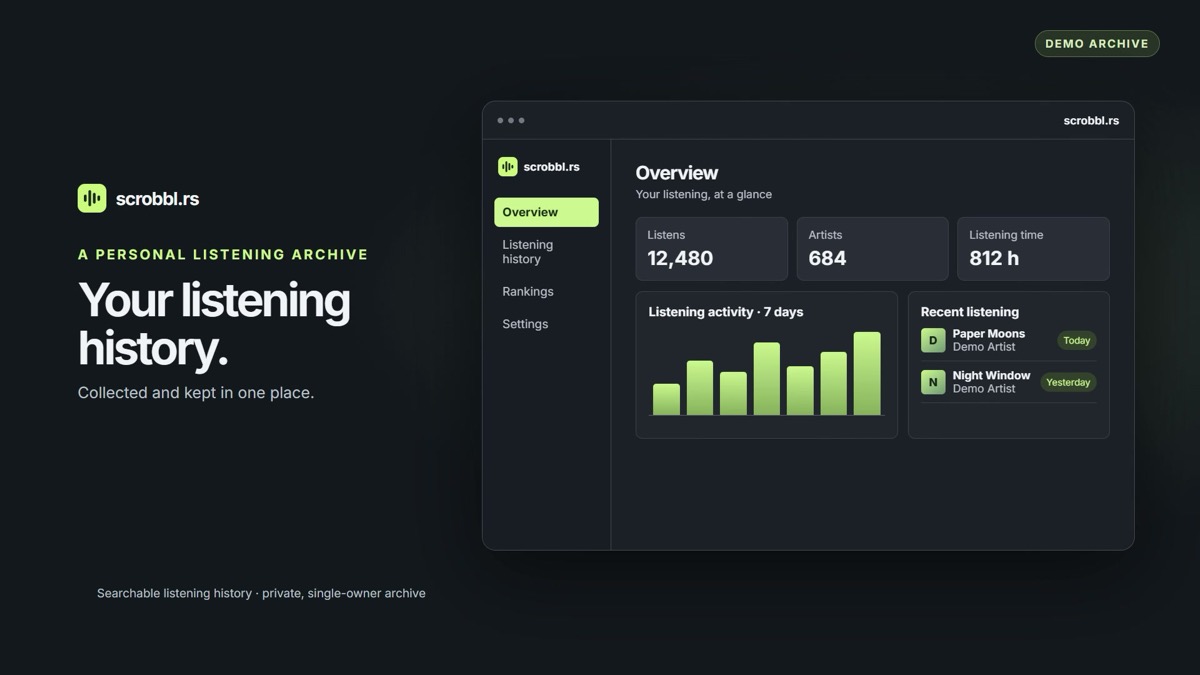 DEMO ARCHIVE
scrobbl.rs
A PERSONAL LISTENING ARCHIVE
Your listening
history.
Collected and kept in one place.
Searchable listening history · private, single-owner archive
scrobbl.rs
scrobbl.rs
Overview
Listening
history
Rankings
Settings
Overview
Your listening, at a glance
Listens
12,480
Artists
684
Listening time
812 h
Listening activity · 7 days
Recent listening
D
Paper Moons
Demo Artist
Today
N
Night Window
Demo Artist
Yesterday